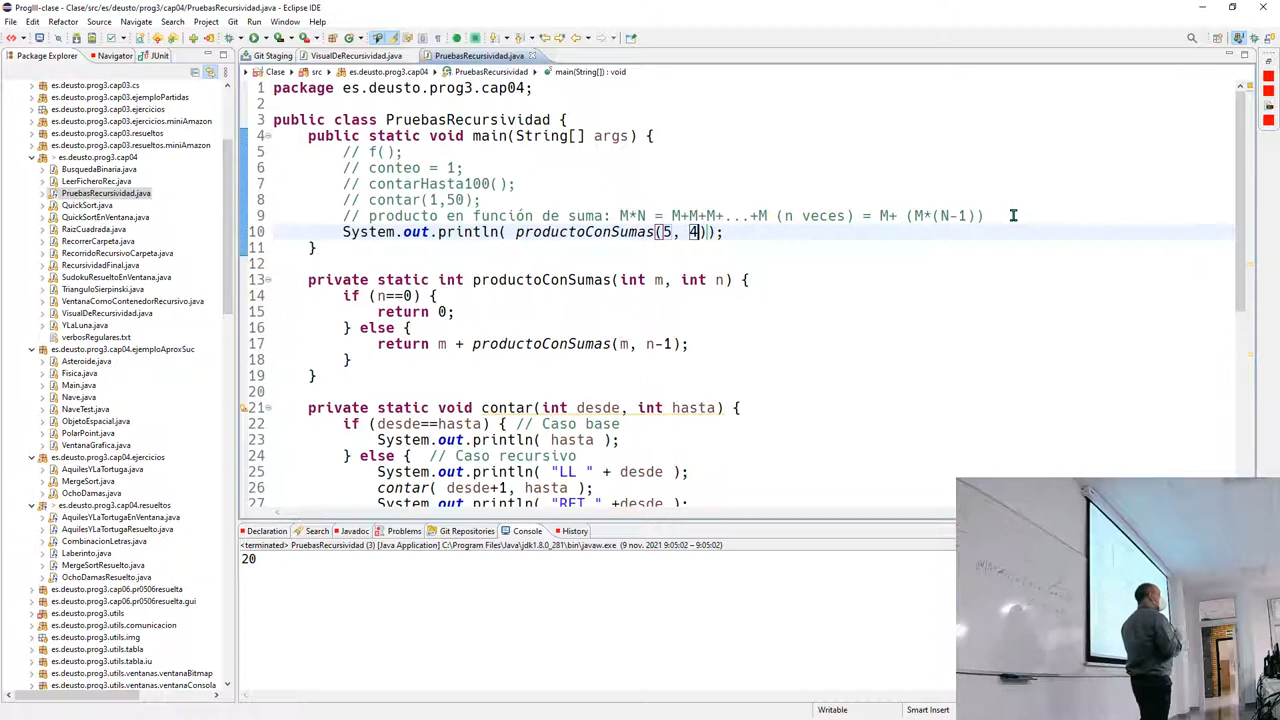 ProgIII-clase - Clase/src/es/deusto/prog3/cap04/PruebasRecursividad.java - Eclipse IDE
File Edit Refactor Source Navigate Search Project Git Run Window Help
Package Explorer Navigator JUnit
Git Staging VisualDeRecursividad.java PruebasRecursividad.java
Clase src es.deusto.prog3.cap04 PruebasRecursividad main(String[]) : void
es.deusto.prog3.cap03.cs
es.deusto.prog3.cap03.ejemploPartidas
es.deusto.prog3.cap03.ejercicios
es.deusto.prog3.cap03.ejercicios.miniAmazon
es.deusto.prog3.cap03.resueltos
es.deusto.prog3.cap03.resueltos.miniAmazon
> es.deusto.prog3.cap04
BusquedaBinaria.java
LeerFicheroRec.java
PruebasRecursividad.java
QuickSort.java
QuickSortEnVentana.java
RaizCuadrada.java
RecorrerCarpeta.java
RecorridoRecursivoCarpeta.java
RecursividadFinal.java
SudokuResueltoEnVentana.java
TrianguloSierpinski.java
VentanaComoContenedorRecursivo.java
VisualDeRecursividad.java
YLaLuna.java
verbosRegulares.txt
es.deusto.prog3.cap04.ejemploAproxSuc
Asteroide.java
Fisica.java
Main.java
Nave.java
NaveTest.java
ObjetoEspacial.java
PolarPoint.java
VentanaGrafica.java
es.deusto.prog3.cap04.ejercicios
AquilesYLaTortuga.java
MergeSort.java
OchoDamas.java
es.deusto.prog3.cap04.resueltos
AquilesYLaTortugaEnVentana.java
AquilesYLaTortugaResuelto.java
CombinacionLetras.java
Laberinto.java
MergeSortResuelto.java
OchoDamasResuelto.java
es.deusto.prog3.cap06.pr0506resuelta
es.deusto.prog3.cap06.pr0506resuelta.gui
es.deusto.prog3.utils
es.deusto.prog3.utils.comunicacion
es.deusto.prog3.utils.img
es.deusto.prog3.utils.tabla
es.deusto.prog3.utils.tabla.iu
es.deusto.prog3.utils.ventanas.ventanaBitmap
es.deusto.prog3.utils.ventanas.ventanaConsola
1 package es.deusto.prog3.cap04;
2
3 public class PruebasRecursividad {
4 public static void main(String[] args) {
5 // f();
6 // conteo = 1;
7 // contarHasta100();
8 // contar(1,50);
9 // producto en función de suma: M*N = M+M+M+...+M (n veces) = M+ (M*(N-1))
10 System.out.println( productoConSumas(5, 4) );
11 }
12
13 private static int productoConSumas(int m, int n) {
14 if (n==0) {
15 return 0;
16 } else {
17 return m + productoConSumas(m, n-1);
18 }
19 }
20
21 private static void contar(int desde, int hasta) {
22 if (desde==hasta) { // Caso base
23 System.out.println( hasta );
24 } else { // Caso recursivo
25 System.out.println( "LL " + desde );
26 contar( desde+1, hasta );
27 System.out.println( "RET " +desde );
Declaration Search Javadoc Problems Console Git Repositories History
<terminated> PruebasRecursividad (3) [Java Application] C:\Program Files\Java\jdk1.8.0_281\bin\javaw.exe (9 nov. 2021 9:05:02 – 9:05:02)
20
Writable Smart Insert